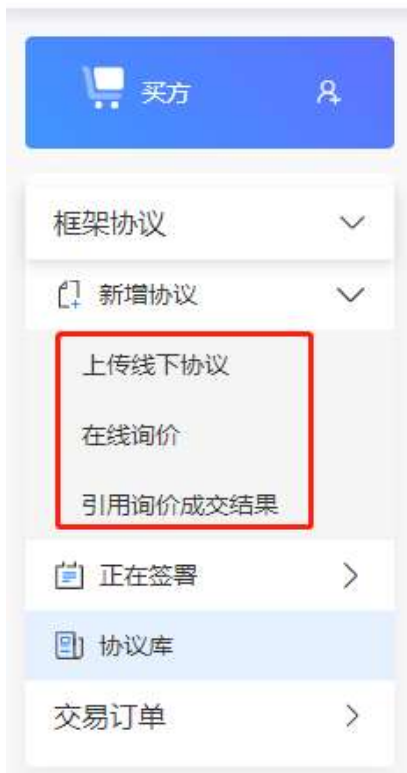 买方
框架协议
新增协议
上传线下协议
在线询价
引用询价成交结果
正在签署
协议库
交易订单